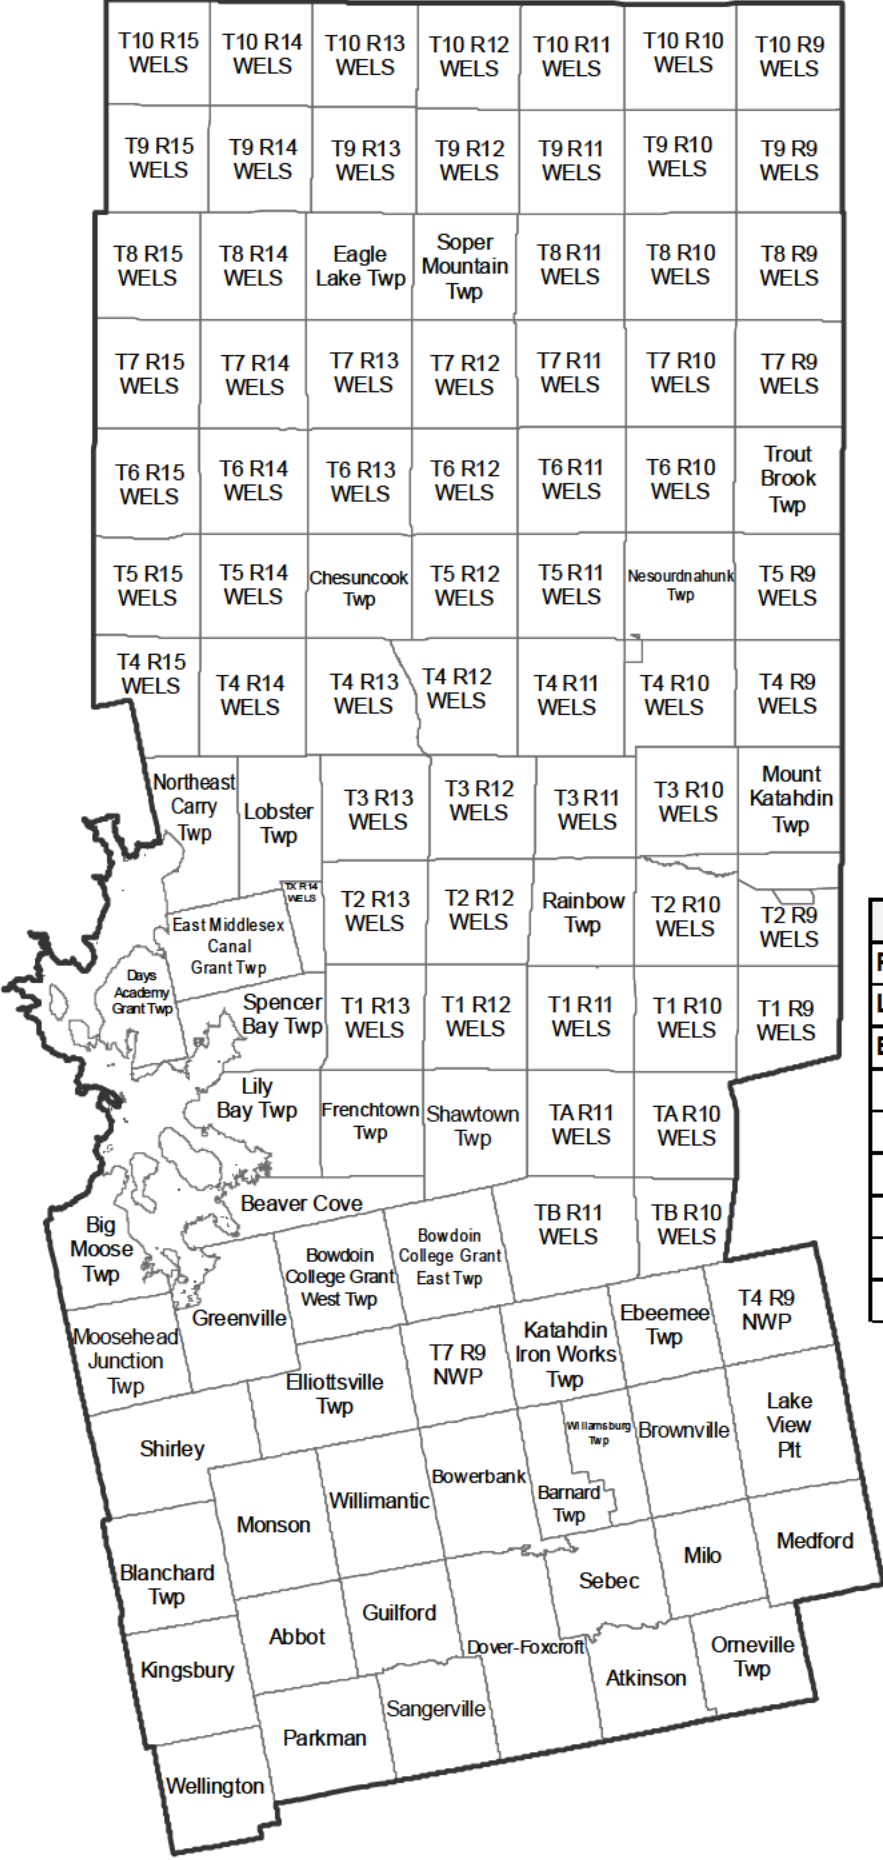 T10 R15
WELS
T10 R14
WELS
T10 R13
WELS
T10 R12
WELS
T10 R11
WELS
T10 R10
WELS
T10 R9
WELS
T9 R15
WELS
T9 R14
WELS
T9 R13
WELS
T9 R12
WELS
T9 R11
WELS
T9 R10
WELS
T9 R9
WELS
T8 R15
WELS
T8 R14
WELS
Eagle
Lake Twp
Soper
Mountain
Twp
T8 R11
WELS
T8 R10
WELS
T8 R9
WELS
T7 R15
WELS
T7 R14
WELS
T7 R13
WELS
T7 R12
WELS
T7 R11
WELS
T7 R10
WELS
T7 R9
WELS
T6 R15
WELS
T6 R14
WELS
T6 R13
WELS
T6 R12
WELS
T6 R11
WELS
T6 R10
WELS
Trout
Brook
Twp
T5 R15
WELS
T5 R14
WELS
Chesuncook
Twp
T5 R12
WELS
T5 R11
WELS
Nesourdnahunk
Twp
T5 R9
WELS
T4 R15
WELS
T4 R14
WELS
T4 R13
WELS
T4 R12
WELS
T4 R11
WELS
T4 R10
WELS
T4 R9
WELS
Northeast
Carry
Twp
Lobster
Twp
T3 R13
WELS
T3 R12
WELS
T3 R11
WELS
T3 R10
WELS
Mount
Katahdin
Twp
TX R14
WELS
T2 R13
WELS
T2 R12
WELS
Rainbow
Twp
T2 R10
WELS
T2 R9
WELS
East Middlesex
Canal
Grant Twp
Days
Academy
Grant Twp
Spencer
Bay Twp
T1 R13
WELS
T1 R12
WELS
T1 R11
WELS
T1 R10
WELS
T1 R9
WELS
Lily
Bay Twp
Frenchtown
Twp
Shawtown
Twp
TA R11
WELS
TA R10
WELS
Beaver Cove
Big
Moose
Twp
Bowdoin
College Grant
West Twp
Bowdoin
College Grant
East Twp
TB R11
WELS
TB R10
WELS
Moosehead
Junction
Twp
Greenville
Elliottsville
Twp
T7 R9
NWP
Katahdin
Iron Works
Twp
Ebeemee
Twp
T4 R9
NWP
Shirley
Willimantic
Bowerbank
Williamsburg
Twp
Barnard
Twp
Brownville
Lake
View
Plt
Monson
Blanchard
Twp
Abbot
Guilford
Sebec
Milo
Medford
Kingsbury
Dover-Foxcroft
Atkinson
Orneville
Twp
Parkman
Sangerville
Wellington